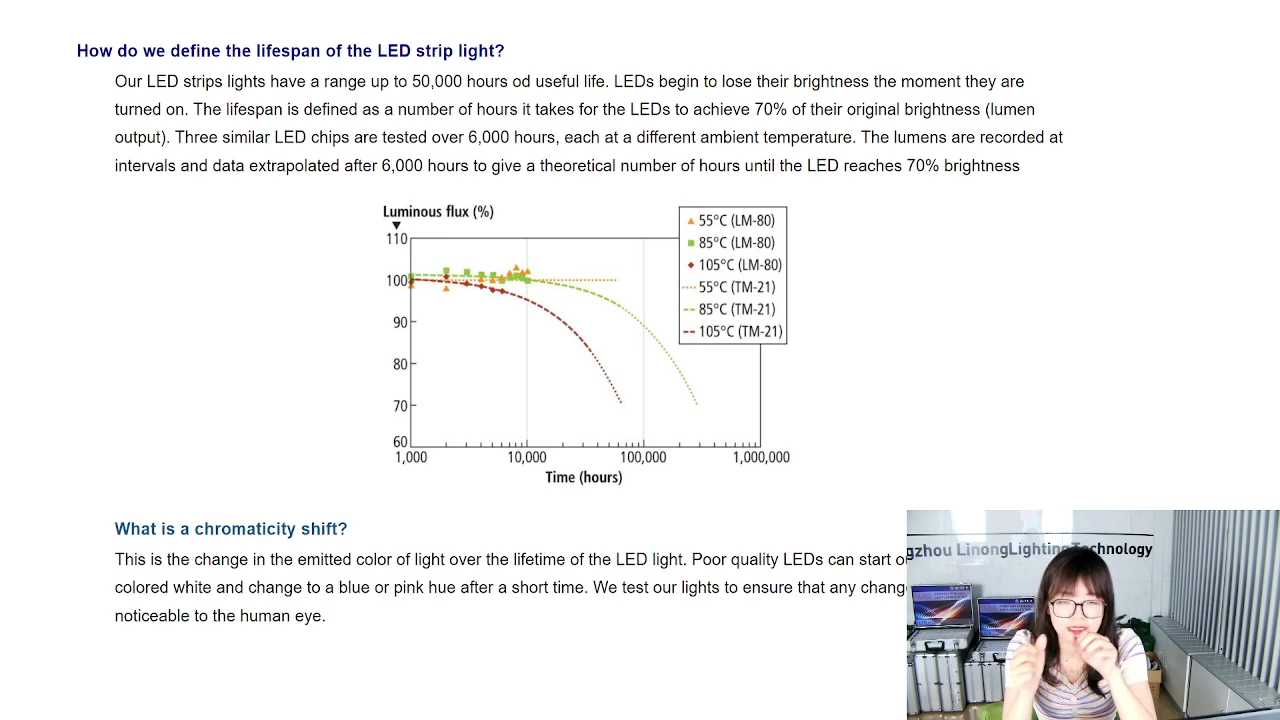 How do we define the lifespan of the LED strip light?
Our LED strips lights have a range up to 50,000 hours od useful life. LEDs begin to lose their brightness the moment they are
turned on. The lifespan is defined as a number of hours it takes for the LEDs to achieve 70% of their original brightness (lumen
output). Three similar LED chips are tested over 6,000 hours, each at a different ambient temperature. The lumens are recorded at
intervals and data extrapolated after 6,000 hours to give a theoretical number of hours until the LED reaches 70% brightness
Luminous flux (%)
110
100
90
80
70
60
1,000
10,000
100,000
1,000,000
Time (hours)
55°C (LM-80)
85°C (LM-80)
105°C (LM-80)
55°C (TM-21)
85°C (TM-21)
105°C (TM-21)
What is a chromaticity shift?
This is the change in the emitted color of light over the lifetime of the LED light. Poor quality LEDs can start
colored white and change to a blue or pink hue after a short time. We test our lights to ensure that any
noticeable to the human eye.
LinongLighting